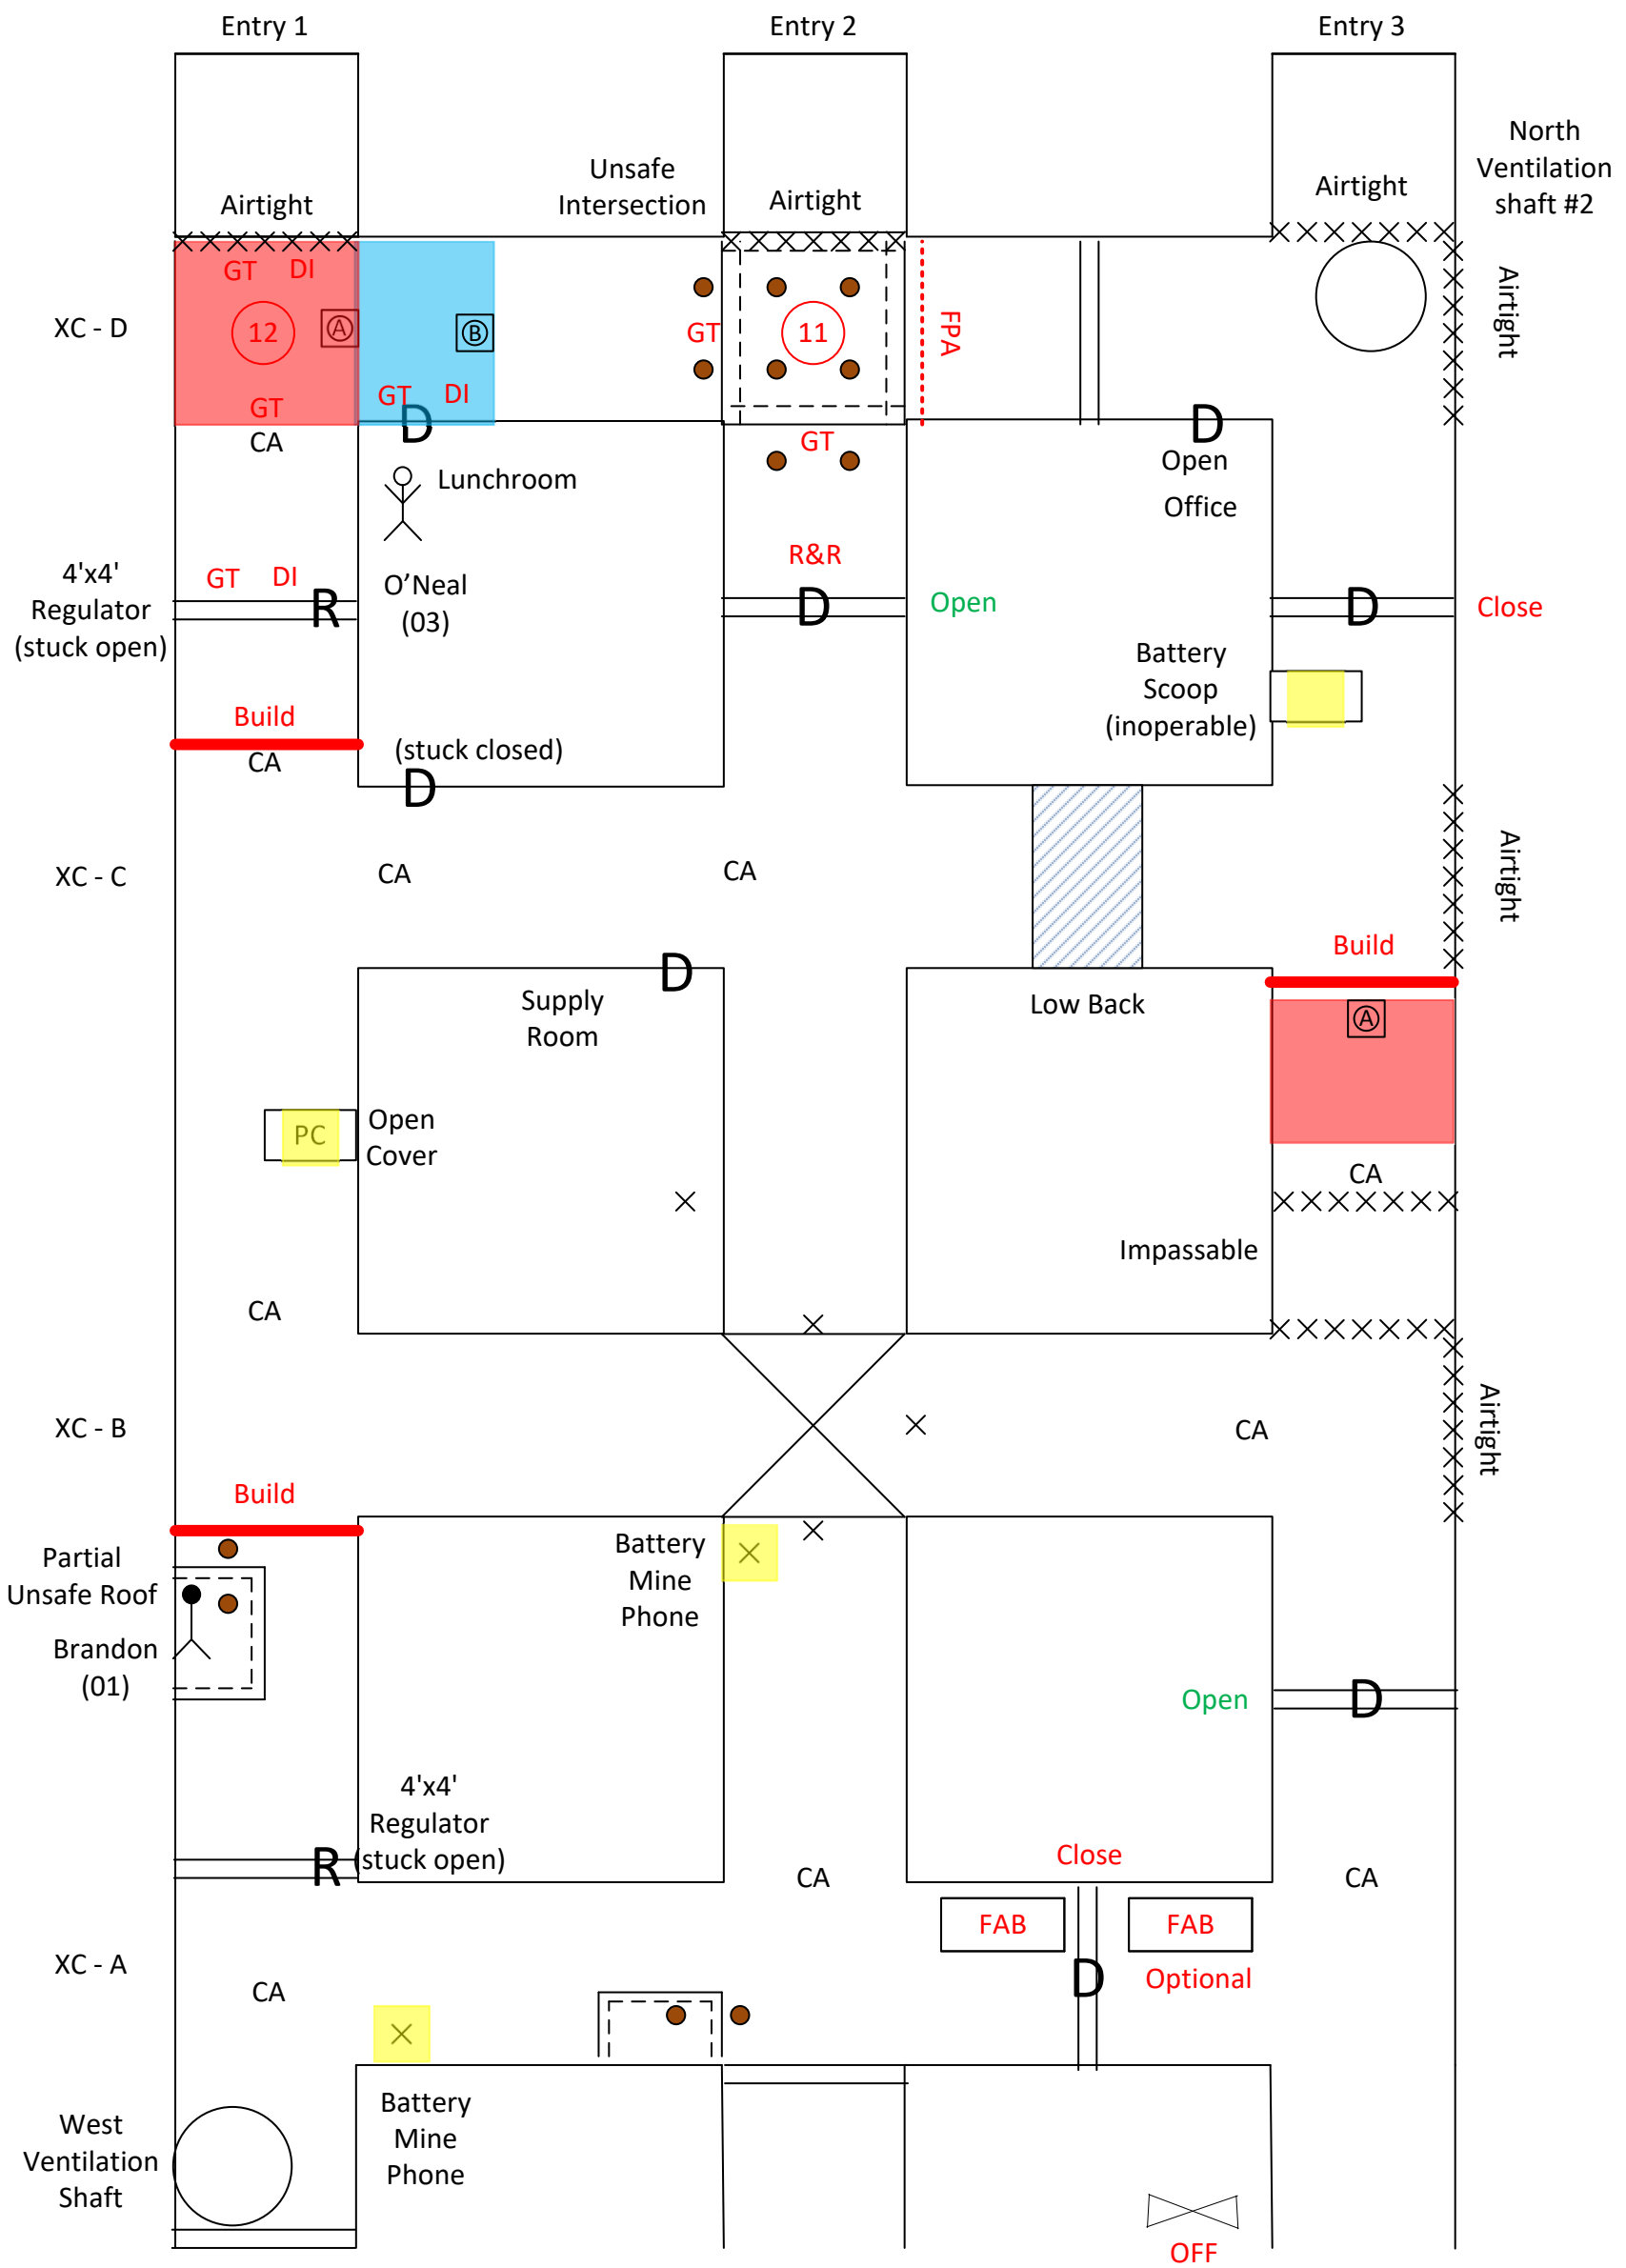 Entry 1
Entry 2
Entry 3
North
Ventilation
shaft #2
Unsafe
Intersection
Airtight
Airtight
Airtight
Airtight
XC - D
GT DI
12
A
B
GT
GT DI
D
CA
GT
11
FPA
GT
D
Open
Office
Lunchroom
O’Neal
(03)
R&R
4'x4'
Regulator
(stuck open)
GT DI
R
D
Open
D
Close
Battery
Scoop
(inoperable)
Build
CA
(stuck closed)
D
XC - C
CA
CA
Airtight
Build
D
Supply
Room
Low Back
A
PC
Open
Cover
CA
Impassable
CA
XC - B
CA
Airtight
Build
Partial
Unsafe Roof
Brandon
(01)
Battery
Mine
Phone
Open
D
4'x4'
Regulator
(stuck open)
R
CA
Close
CA
FAB
FAB
XC - A
D
Optional
CA
Battery
Mine
Phone
West
Ventilation
Shaft
OFF